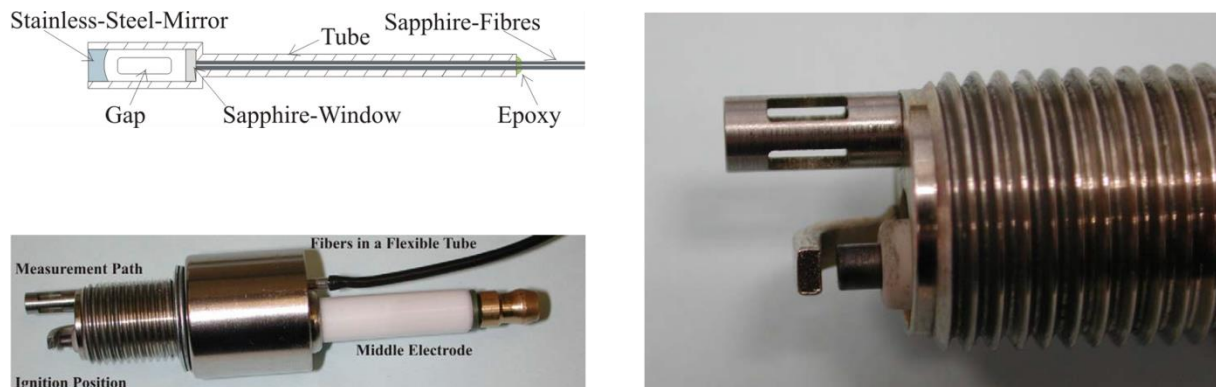 Stainless-Steel-Mirror
Tube
Sapphire-Fibres
Gap
Sapphire-Window
Epoxy
Fibers in a Flexible Tube
Measurement Path
Middle Electrode
Ignition Position